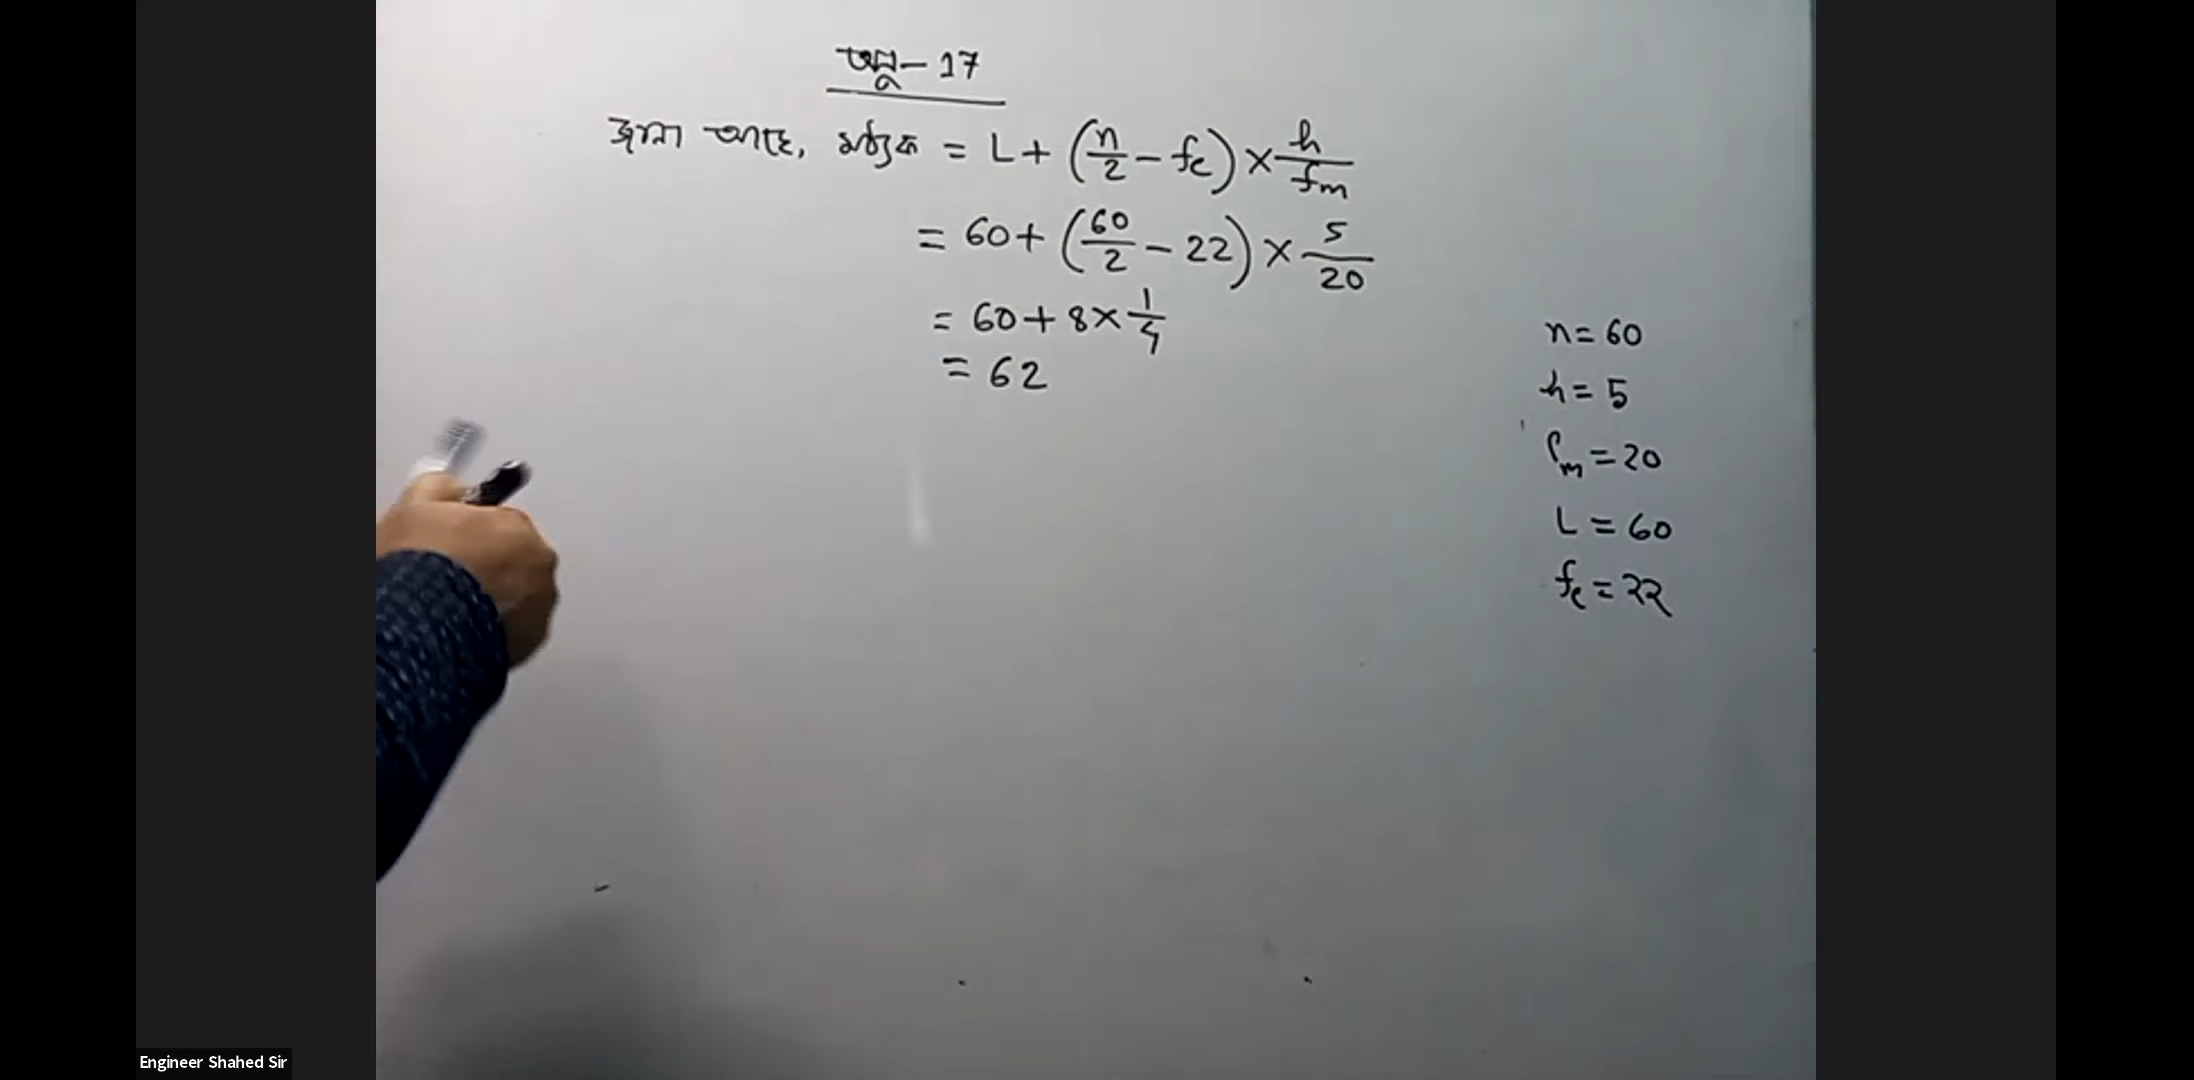 অনু- 17
জানা আছে, মধ্যক = L + (n/2 - fc) × h/fm
= 60 + (60/2 - 22) × 5/20
= 60 + 8 × 1/4
= 62
n = 60
h = 5
fm = 20
L = 60
fc = 22
Engineer Shahed Sir